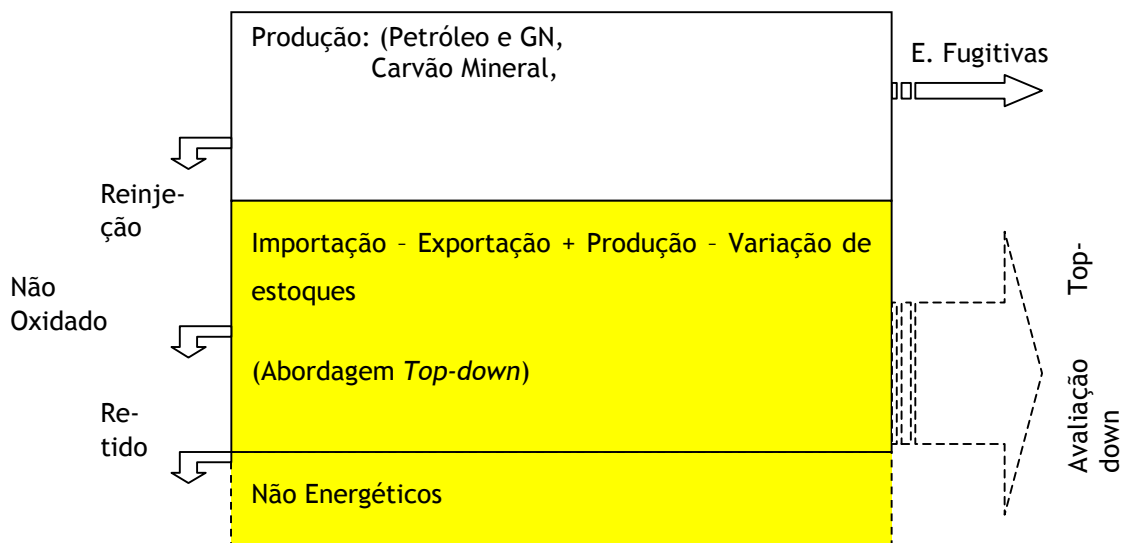 Produção: (Petróleo e GN,
Carvão Mineral,
E. Fugitivas
Reinje-
ção
Importação – Exportação + Produção – Variação de
estoques
Não
Oxidado
(Abordagem Top-down)
Re-
tido
Não Energéticos
Avaliação Top-
down